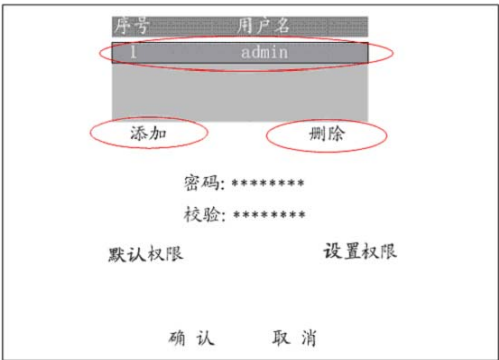 序号 用户名
1 admin
添加 删除
密码: ********
校验: ********
默认权限 设置权限
确 认 取 消